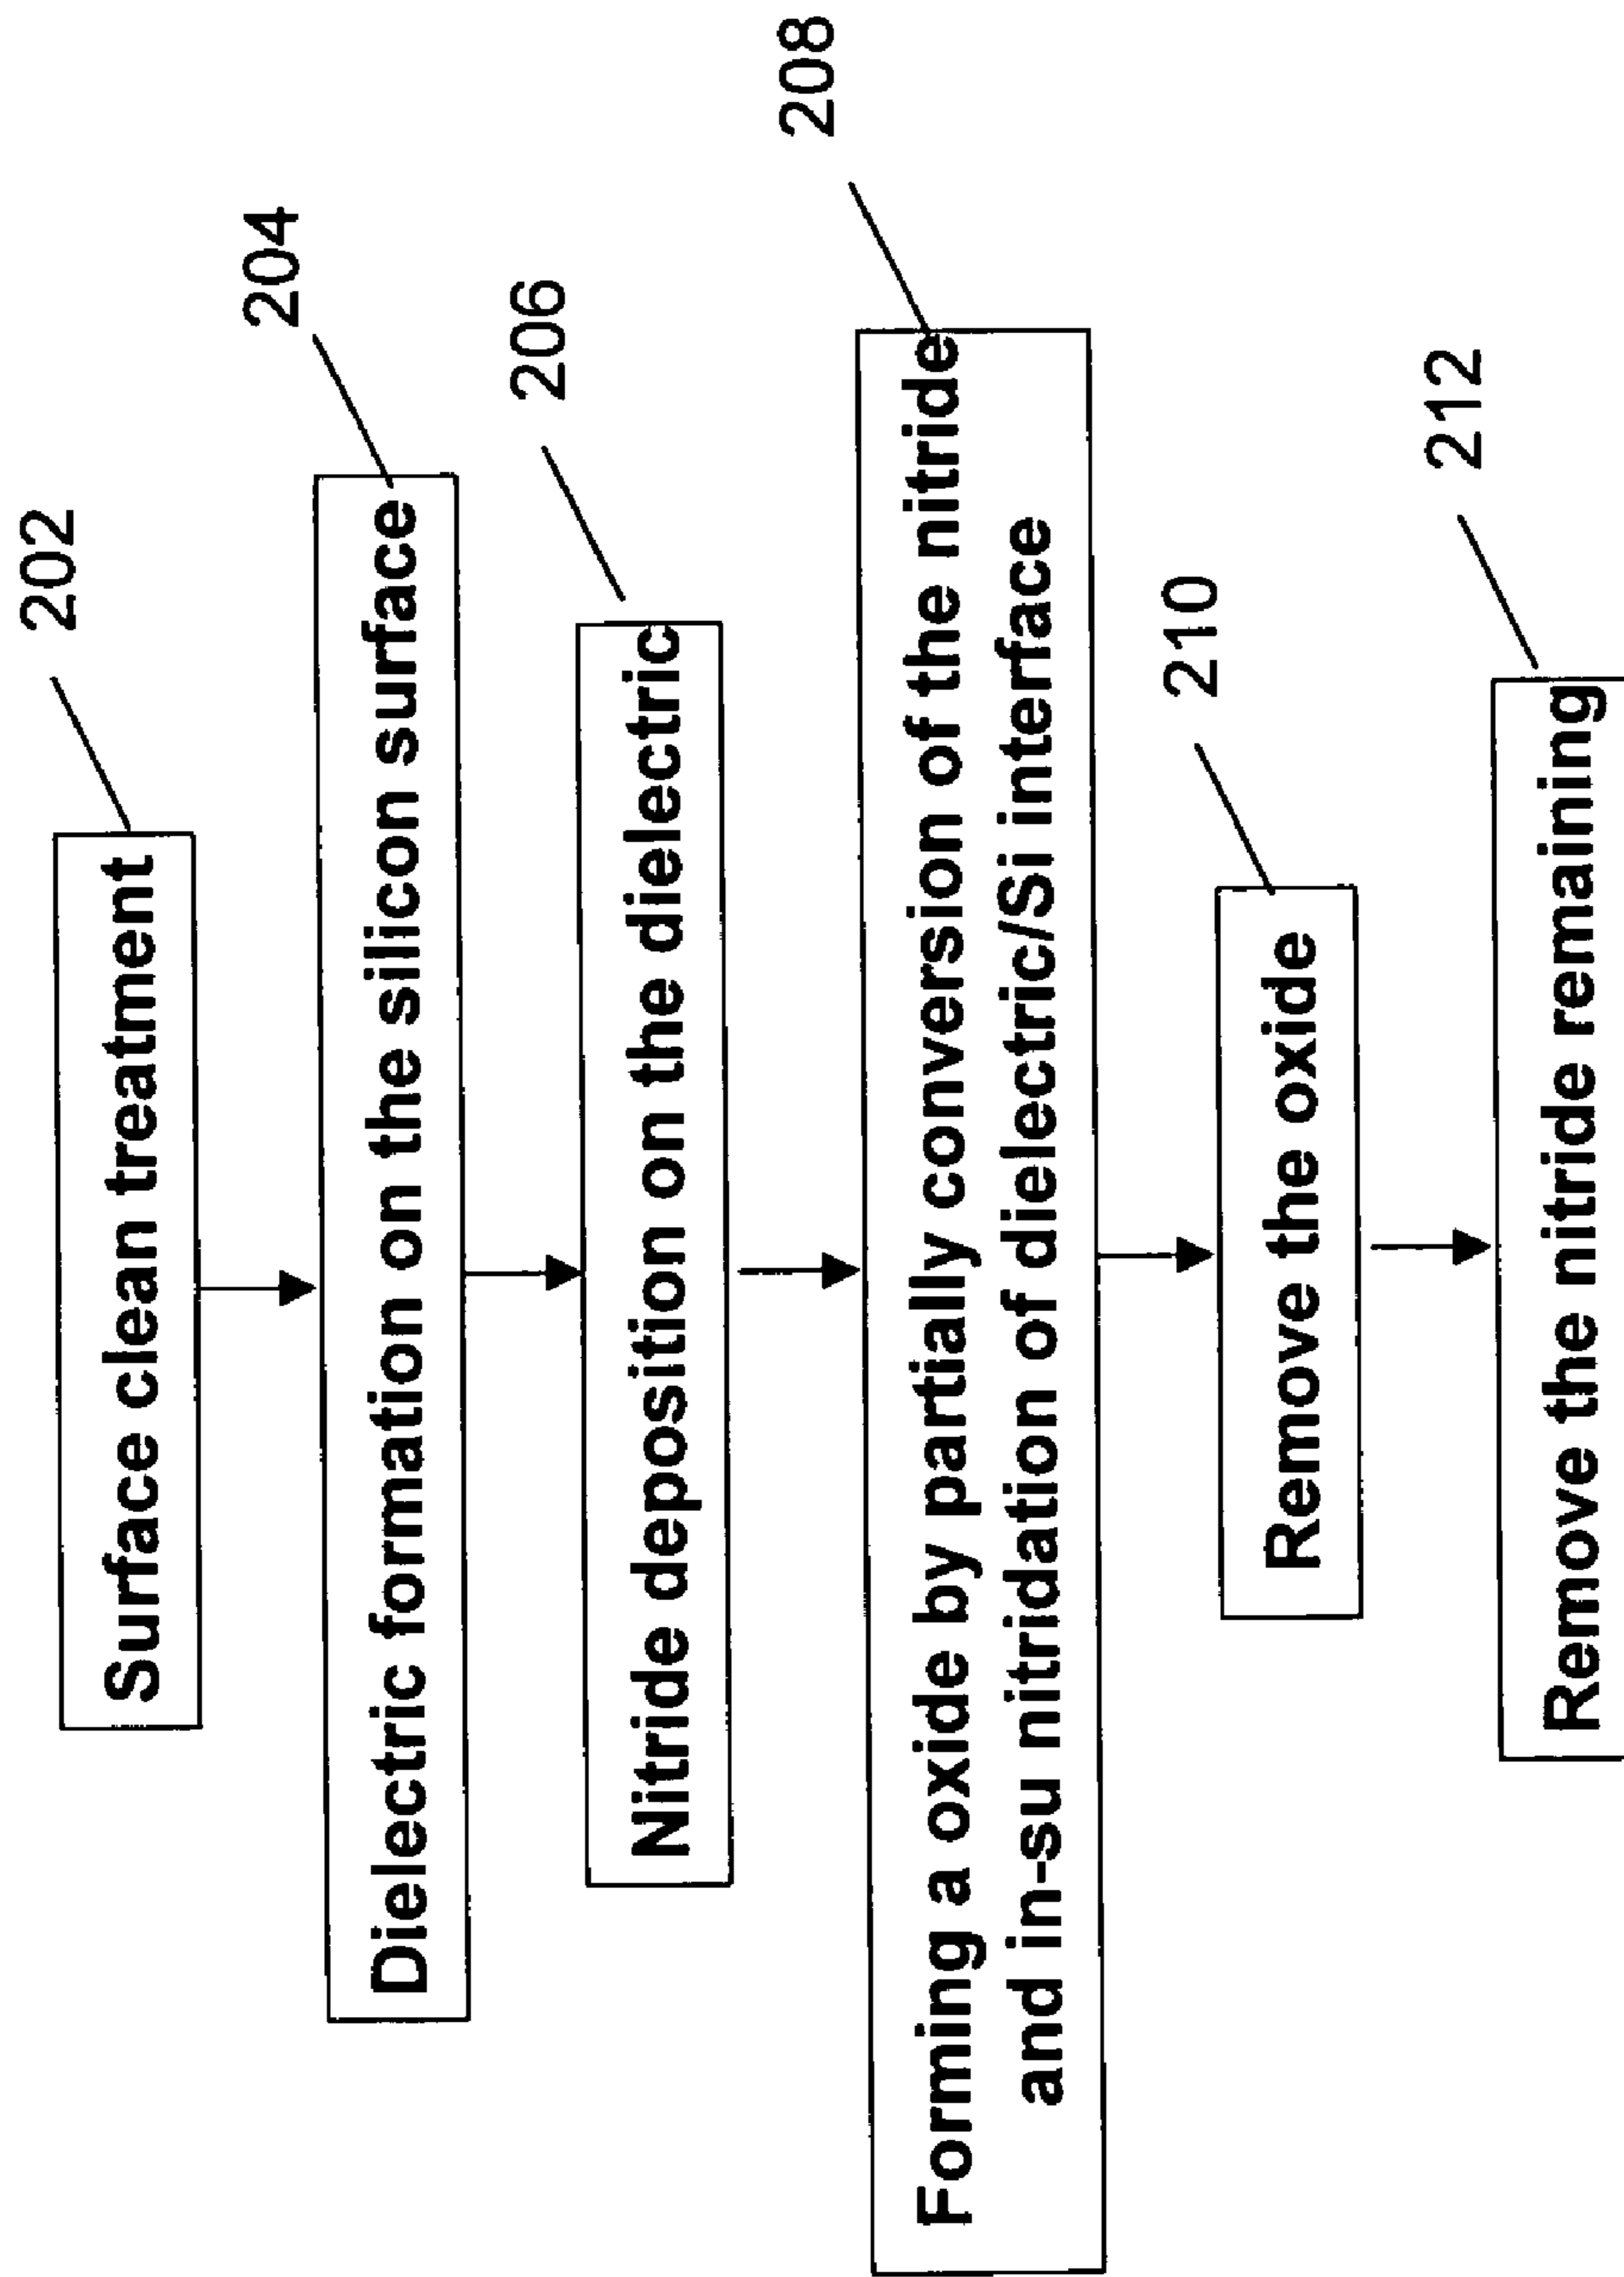 202
Surface clean treatment
204
Dielectric formation on the silicon surface
206
Nitride deposition on the dielectric
208
Forming a oxide by partially conversion of the nitride
and in-su nitridation of dielectric/Si interface
210
Remove the oxide
212
Remove the nitride remaining